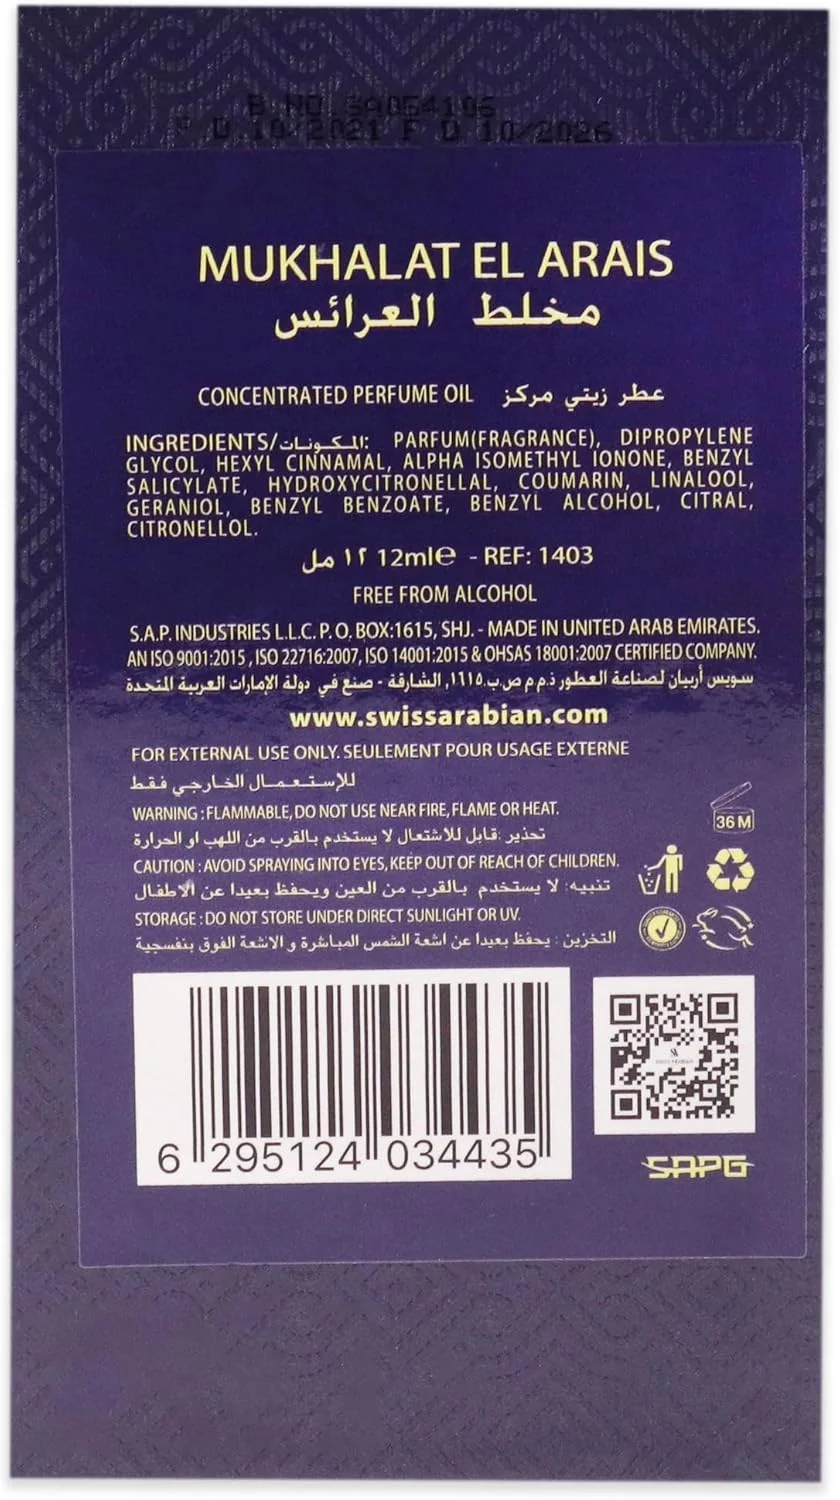 B NO SA054106
D 10/2021 F D 10/2026
MUKHALAT EL ARAIS
مخلط العرائس
CONCENTRATED PERFUME OIL عطر زيتي مركز
INGREDIENTS/المكونات: PARFUM(FRAGRANCE), DIPROPYLENE
GLYCOL, HEXYL CINNAMAL, ALPHA ISOMETHYL IONONE, BENZYL
SALICYLATE, HYDROXYCITRONELLAL, COUMARIN, LINALOOL,
GERANIOL, BENZYL BENZOATE, BENZYL ALCOHOL, CITRAL,
CITRONELLOL.
١٢ مل 12ml℮ - REF: 1403
FREE FROM ALCOHOL
S.A.P. INDUSTRIES L.L.C. P. O. BOX:1615, SHJ. - MADE IN UNITED ARAB EMIRATES.
AN ISO 9001:2015 , ISO 22716:2007, ISO 14001:2015 & OHSAS 18001:2007 CERTIFIED COMPANY.
سويس أربيان لصناعة العطور ذ.م.م ص.ب.١٦١٥, الشارقة - صنع في دولة الامارات العربية المتحدة
www.swissarabian.com
FOR EXTERNAL USE ONLY. SEULEMENT POUR USAGE EXTERNE
للإستعمال الخارجي فقط
WARNING : FLAMMABLE, DO NOT USE NEAR FIRE, FLAME OR HEAT.
تحذير :قابل للاشتعال لا يستخدم بالقرب من اللهب او الحرارة
36 M
CAUTION : AVOID SPRAYING INTO EYES, KEEP OUT OF REACH OF CHILDREN.
تنبيه: لا يستخدم بالقرب من العين ويحفظ بعيدا عن الاطفال
STORAGE : DO NOT STORE UNDER DIRECT SUNLIGHT OR UV.
التخزين : يحفظ بعيدا عن اشعة الشمس المباشرة و الاشعة الفوق بنفسجية
6 295124 034435
SAPG